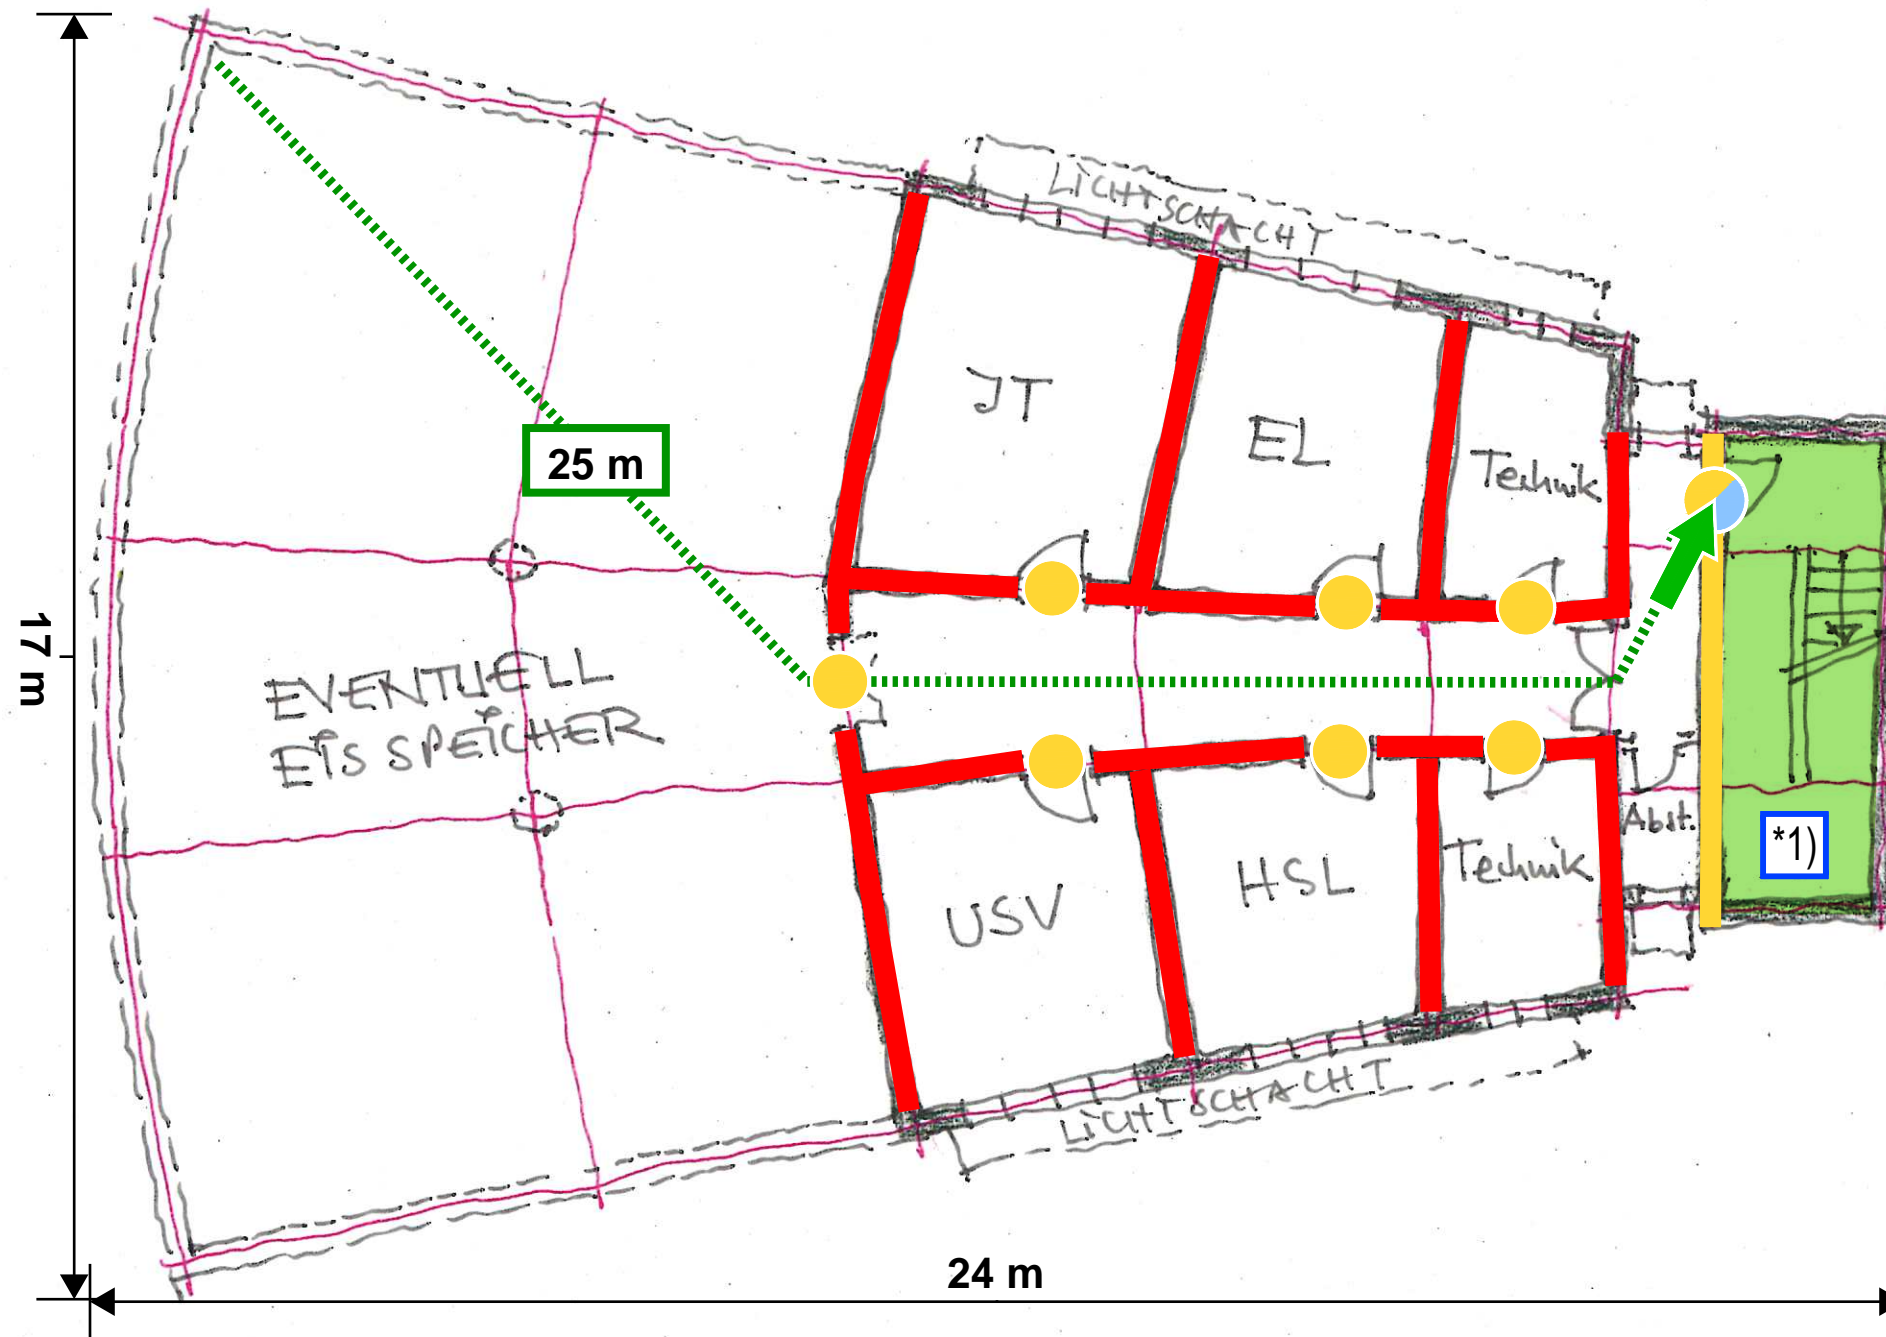 LICHTSCHACHT
JT
EL
Technik
25 m
17 m
EVENTUELL
EIS SPEICHER
USV
HSL
Technik
Abst.
*1)
LICHTSCHACHT
24 m